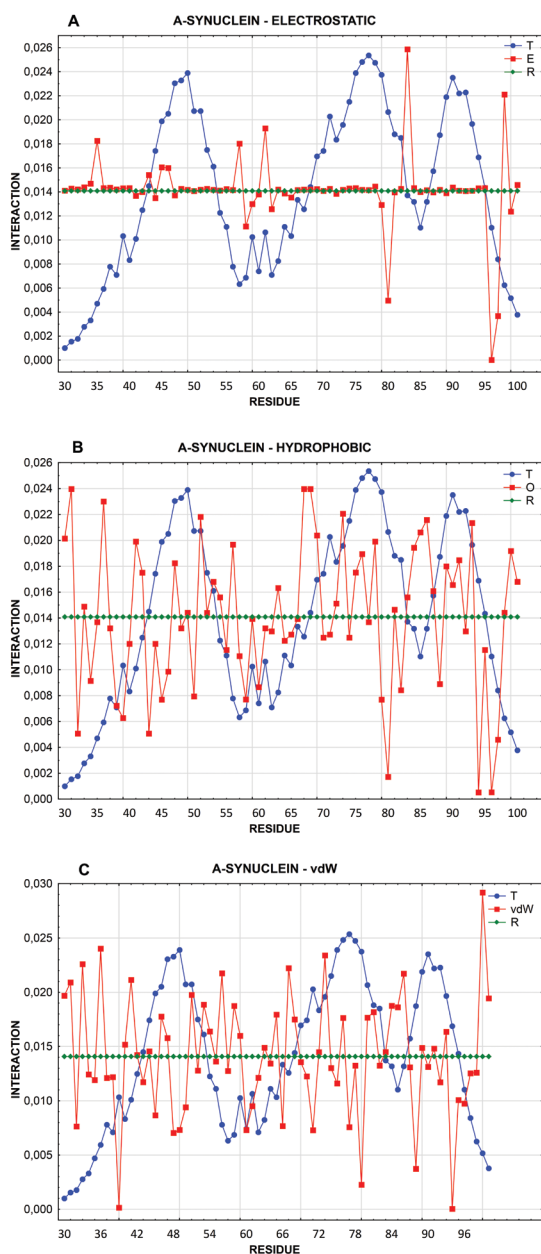 A
A-SYNUCLEIN - ELECTROSTATIC
T
E
R
INTERACTION
0,026
0,024
0,022
0,020
0,018
0,016
0,014
0,012
0,010
0,008
0,006
0,004
0,002
0,000
30 35 40 45 50 55 60 65 70 75 80 85 90 95 100
RESIDUE
B
A-SYNUCLEIN - HYDROPHOBIC
T
O
R
INTERACTION
0,026
0,024
0,022
0,020
0,018
0,016
0,014
0,012
0,010
0,008
0,006
0,004
0,002
0,000
30 35 40 45 50 55 60 65 70 75 80 85 90 95 100
RESIDUE
C
A-SYNUCLEIN - vdW
T
vdW
R
INTERACTION
0,030
0,025
0,020
0,015
0,010
0,005
0,000
30 36 42 48 54 60 66 72 78 84 90 96
RESIDUE